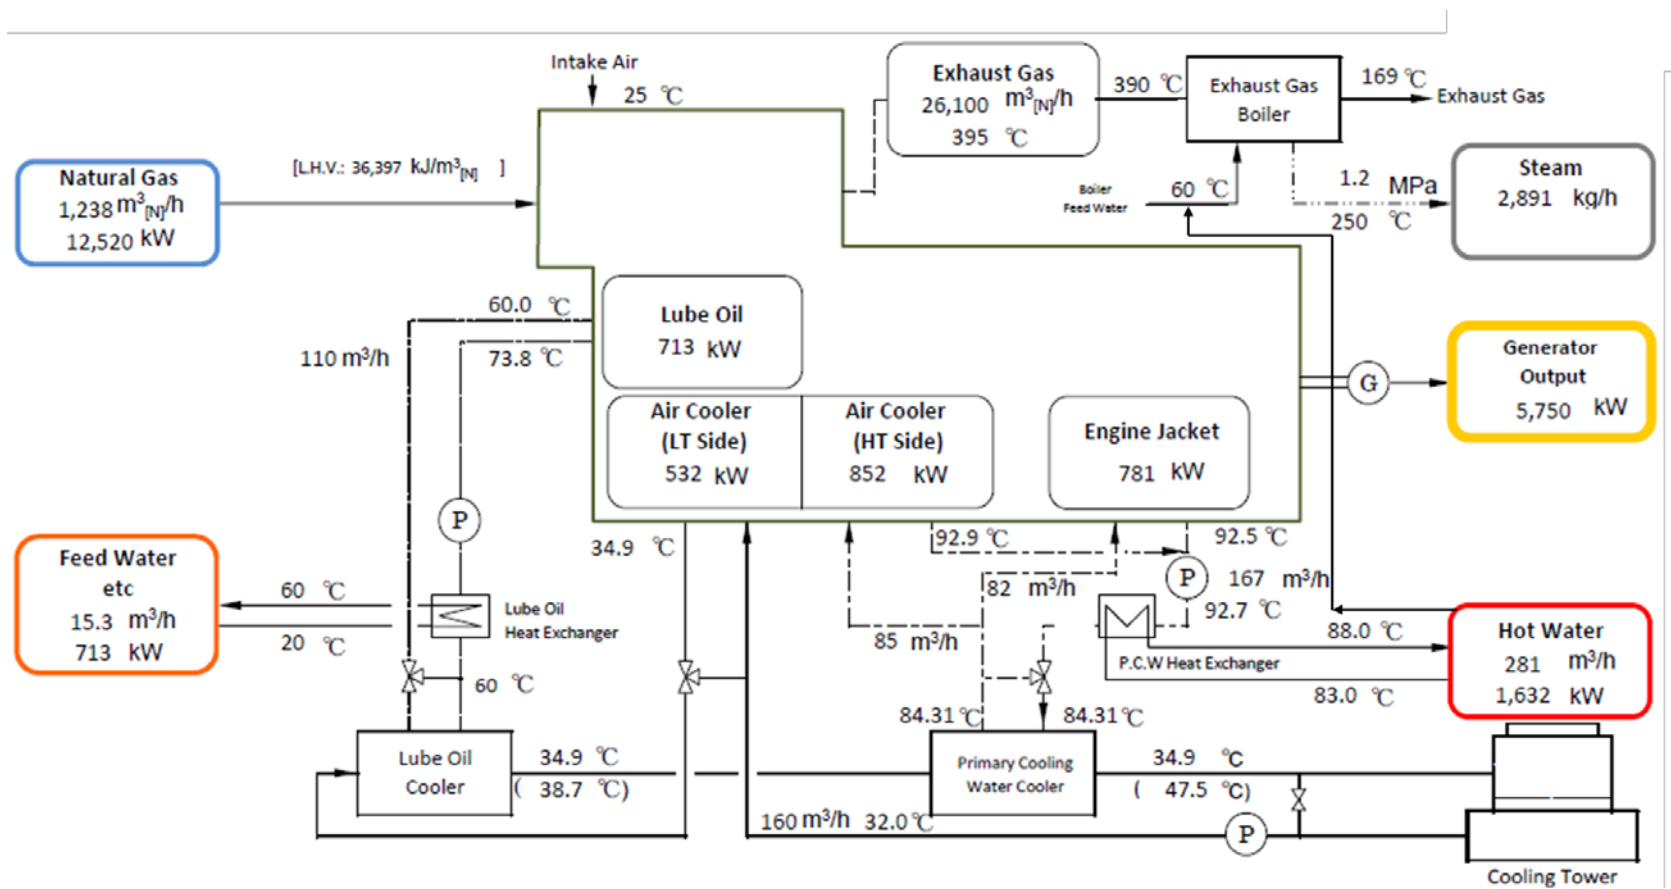 Intake Air
25 ℃
Exhaust Gas
26,100 m³[N]/h
395 ℃
390 ℃
Exhaust Gas
Boiler
169 ℃
Exhaust Gas
Natural Gas
1,238 m³[N]/h
12,520 kW
[L.H.V.: 36,397 kJ/m³[N] ]
Boiler
Feed Water
60 ℃
1.2 MPa
250 ℃
Steam
2,891 kg/h
60.0 ℃
110 m³/h
73.8 ℃
Lube Oil
713 kW
Air Cooler
(LT Side)
532 kW
Air Cooler
(HT Side)
852 kW
Engine Jacket
781 kW
G
Generator
Output
5,750 kW
P
34.9 ℃
92.9 ℃
92.5 ℃
82 m³/h
P
167 m³/h
92.7 ℃
Feed Water
etc
15.3 m³/h
713 kW
60 ℃
20 ℃
Lube Oil
Heat Exchanger
60 ℃
85 m³/h
P.C.W Heat Exchanger
88.0 ℃
83.0 ℃
Hot Water
281 m³/h
1,632 kW
84.31℃
84.31℃
Lube Oil
Cooler
34.9 ℃
( 38.7 ℃)
Primary Cooling
Water Cooler
34.9 ℃
( 47.5 ℃)
160 m³/h 32.0℃
P
Cooling Tower